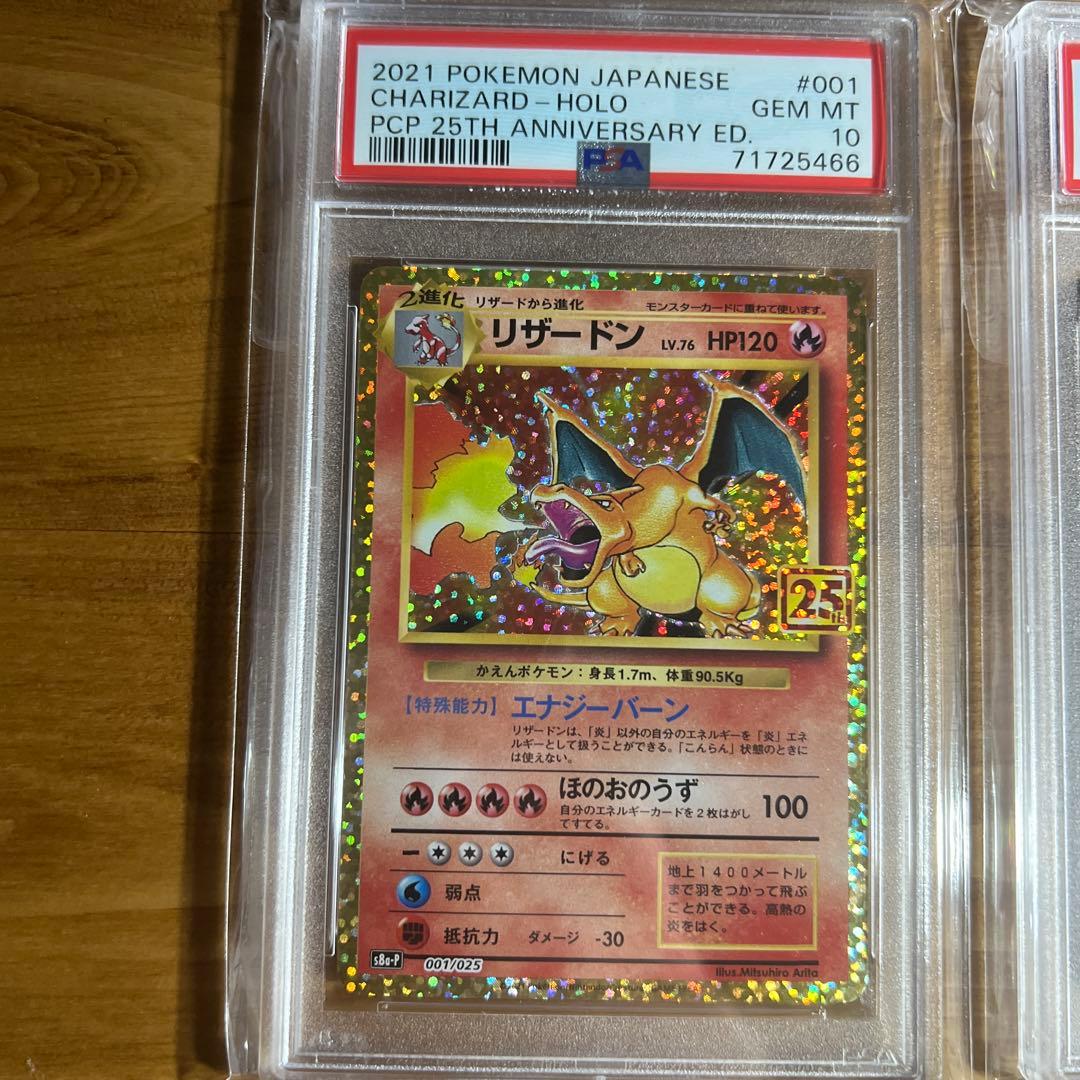 2021 POKEMON JAPANESE #001
CHARIZARD-HOLO GEM MT
PCP 25TH ANNIVERSARY ED. 10
PSA
71725466
2進化 リザードから進化 モンスターカードに重ねて使います。
リザードン LV.76 HP120
25th
かえんポケモン:身長1.7m、体重90.5Kg
【特殊能力】 エナジーバーン
リザードンは、「炎」以外の自分のエネルギーを「炎」エネ
ルギーとして扱うことができる。「こんらん」状態のときに
は使えない。
ほのおのうず 100
自分のエネルギーカードを2枚はがし
てすてる。
ー にげる
弱点
抵抗力 ダメージ -30
地上1400メートル
まで羽をつかって飛ぶ
ことができる。高熱の
炎をはく。
s8a-P 001/025
Illus.Mitsuhiro Arita